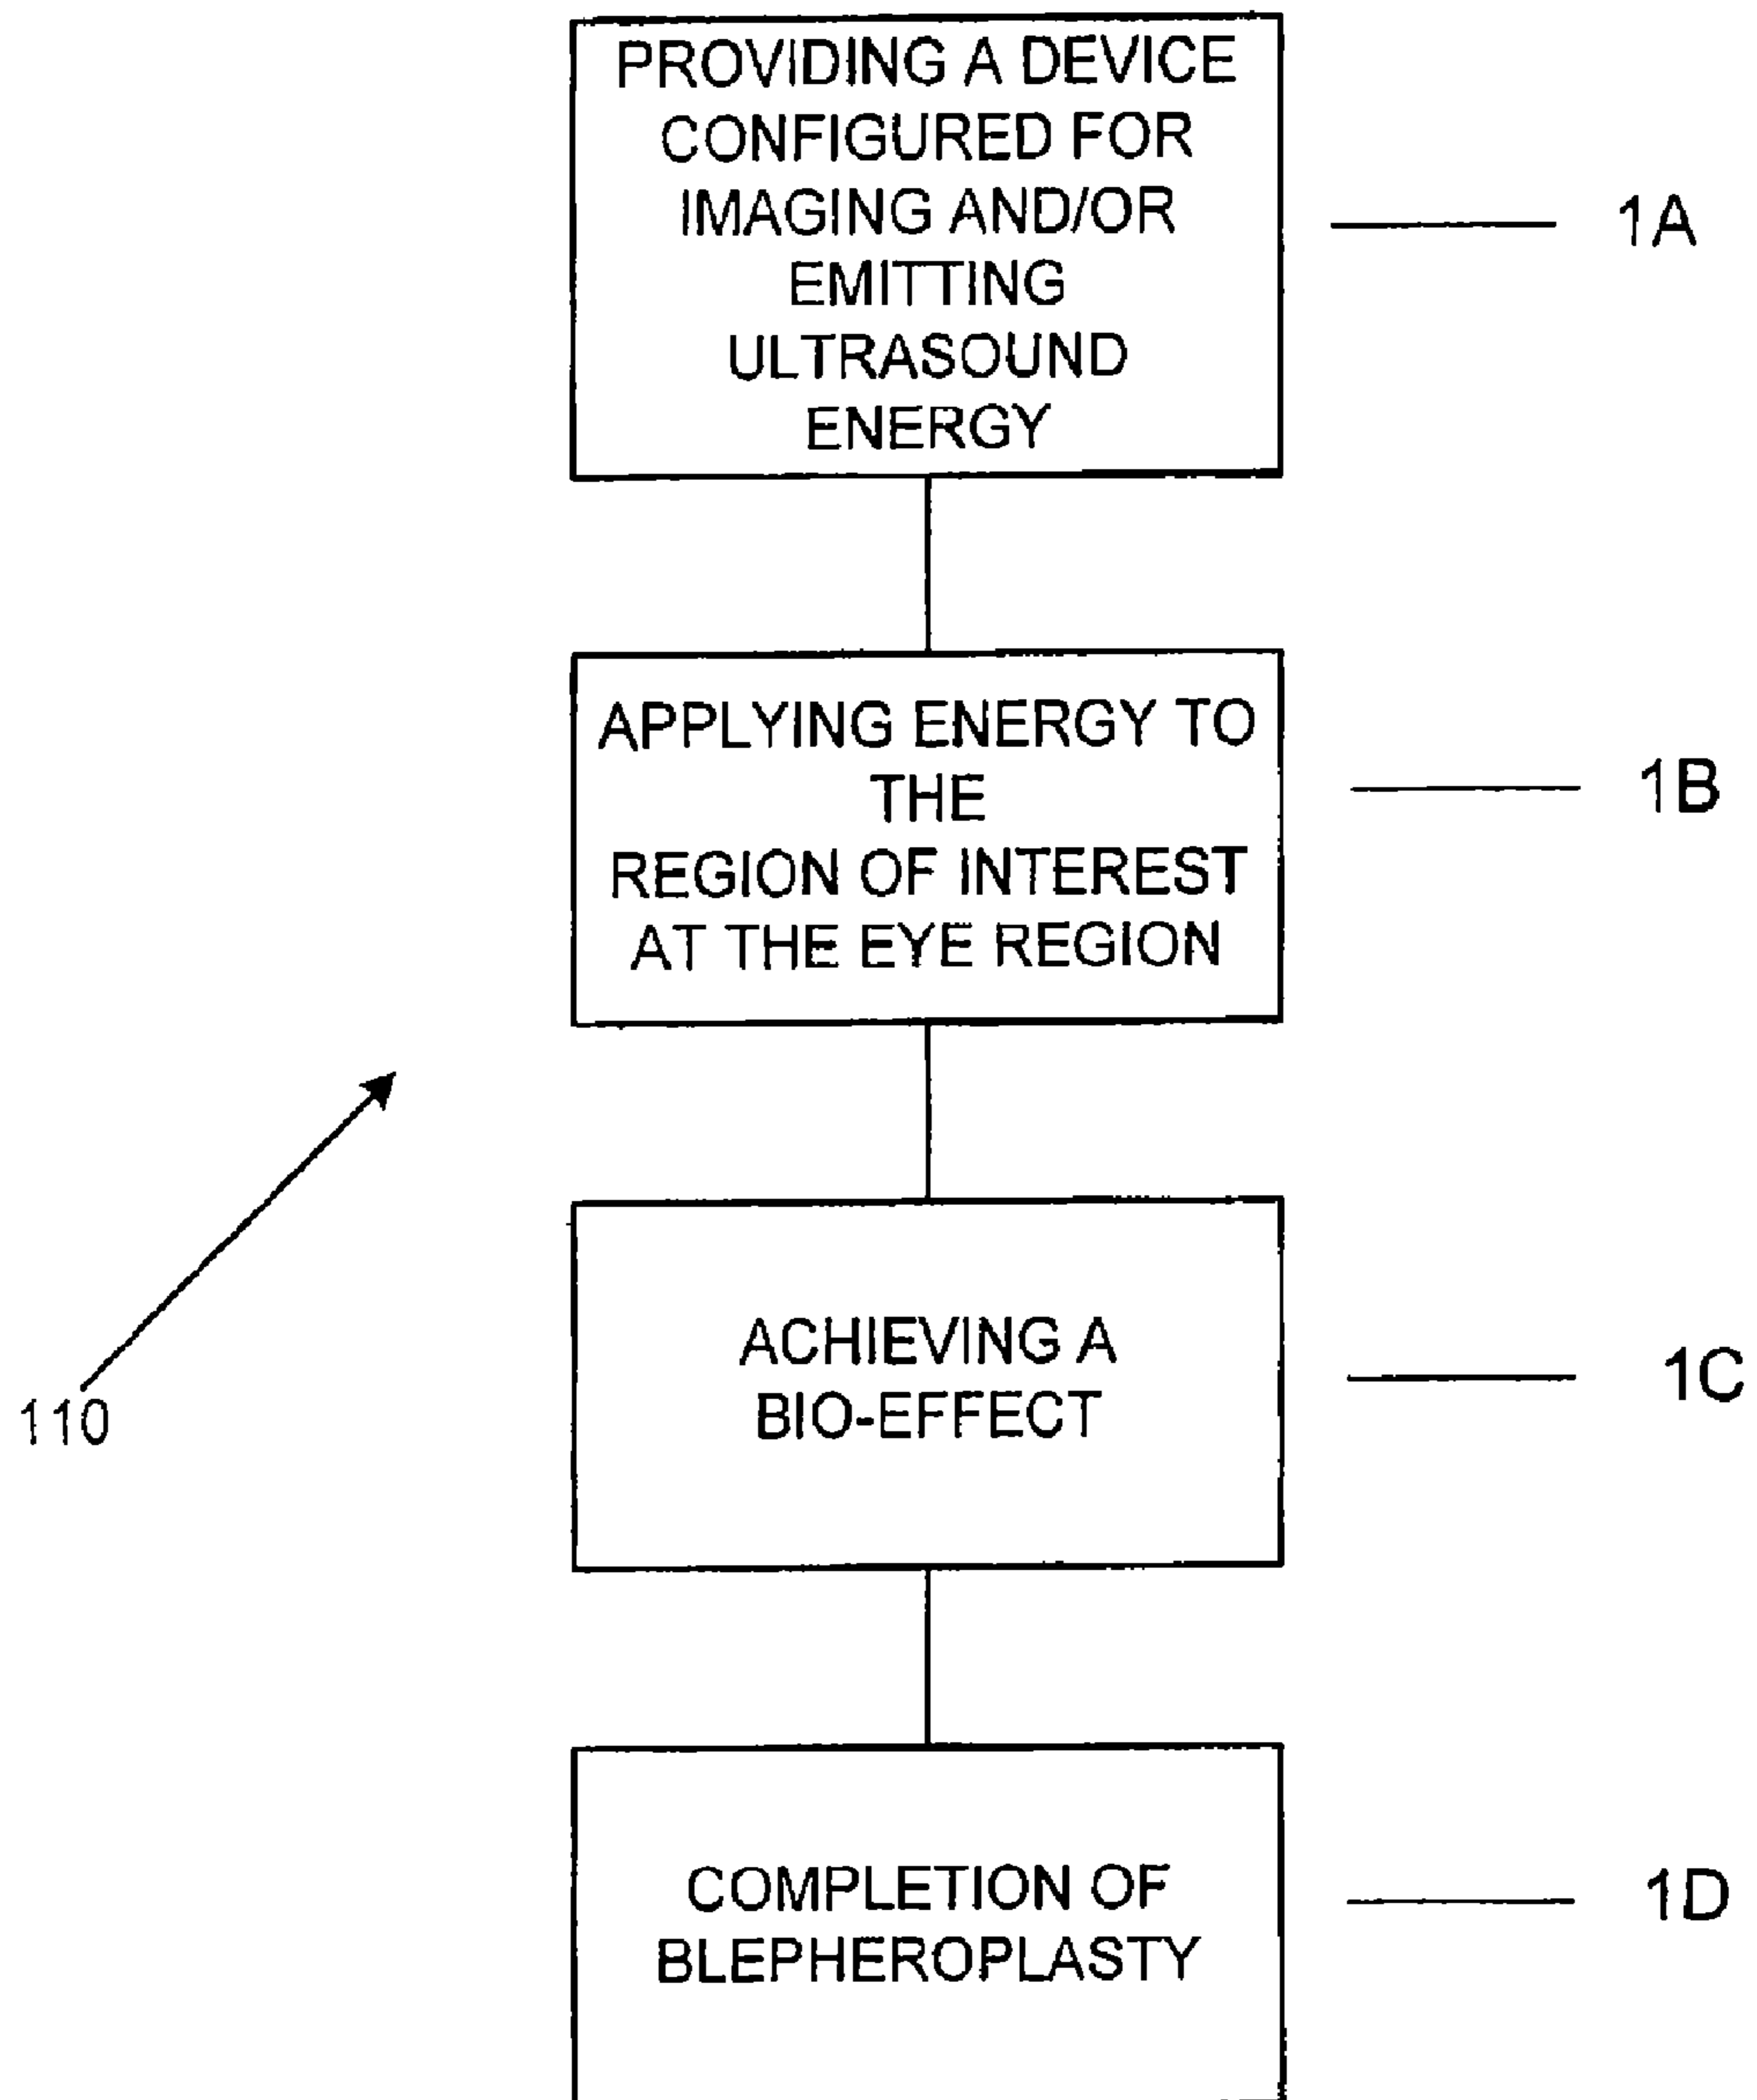 PROVIDING A DEVICE
CONFIGURED FOR
IMAGING AND/OR
EMITTING
ULTRASOUND
ENERGY
1A
APPLYING ENERGY TO
THE
REGION OF INTEREST
AT THE EYE REGION
1B
ACHIEVING A
BIO-EFFECT
1C
110
COMPLETION OF
BLEPHEROPLASTY
1D